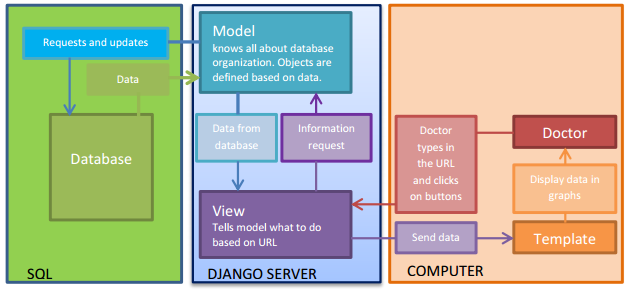 Requests and updates
Data
Database
SQL
Model
knows all about database
organization. Objects are
defined based on data.
Data from
database
Information
request
View
Tells model what to do
based on URL
DJANGO SERVER
Doctor
types in
the URL
and clicks
on buttons
Doctor
Display data in
graphs
Send data
Template
COMPUTER